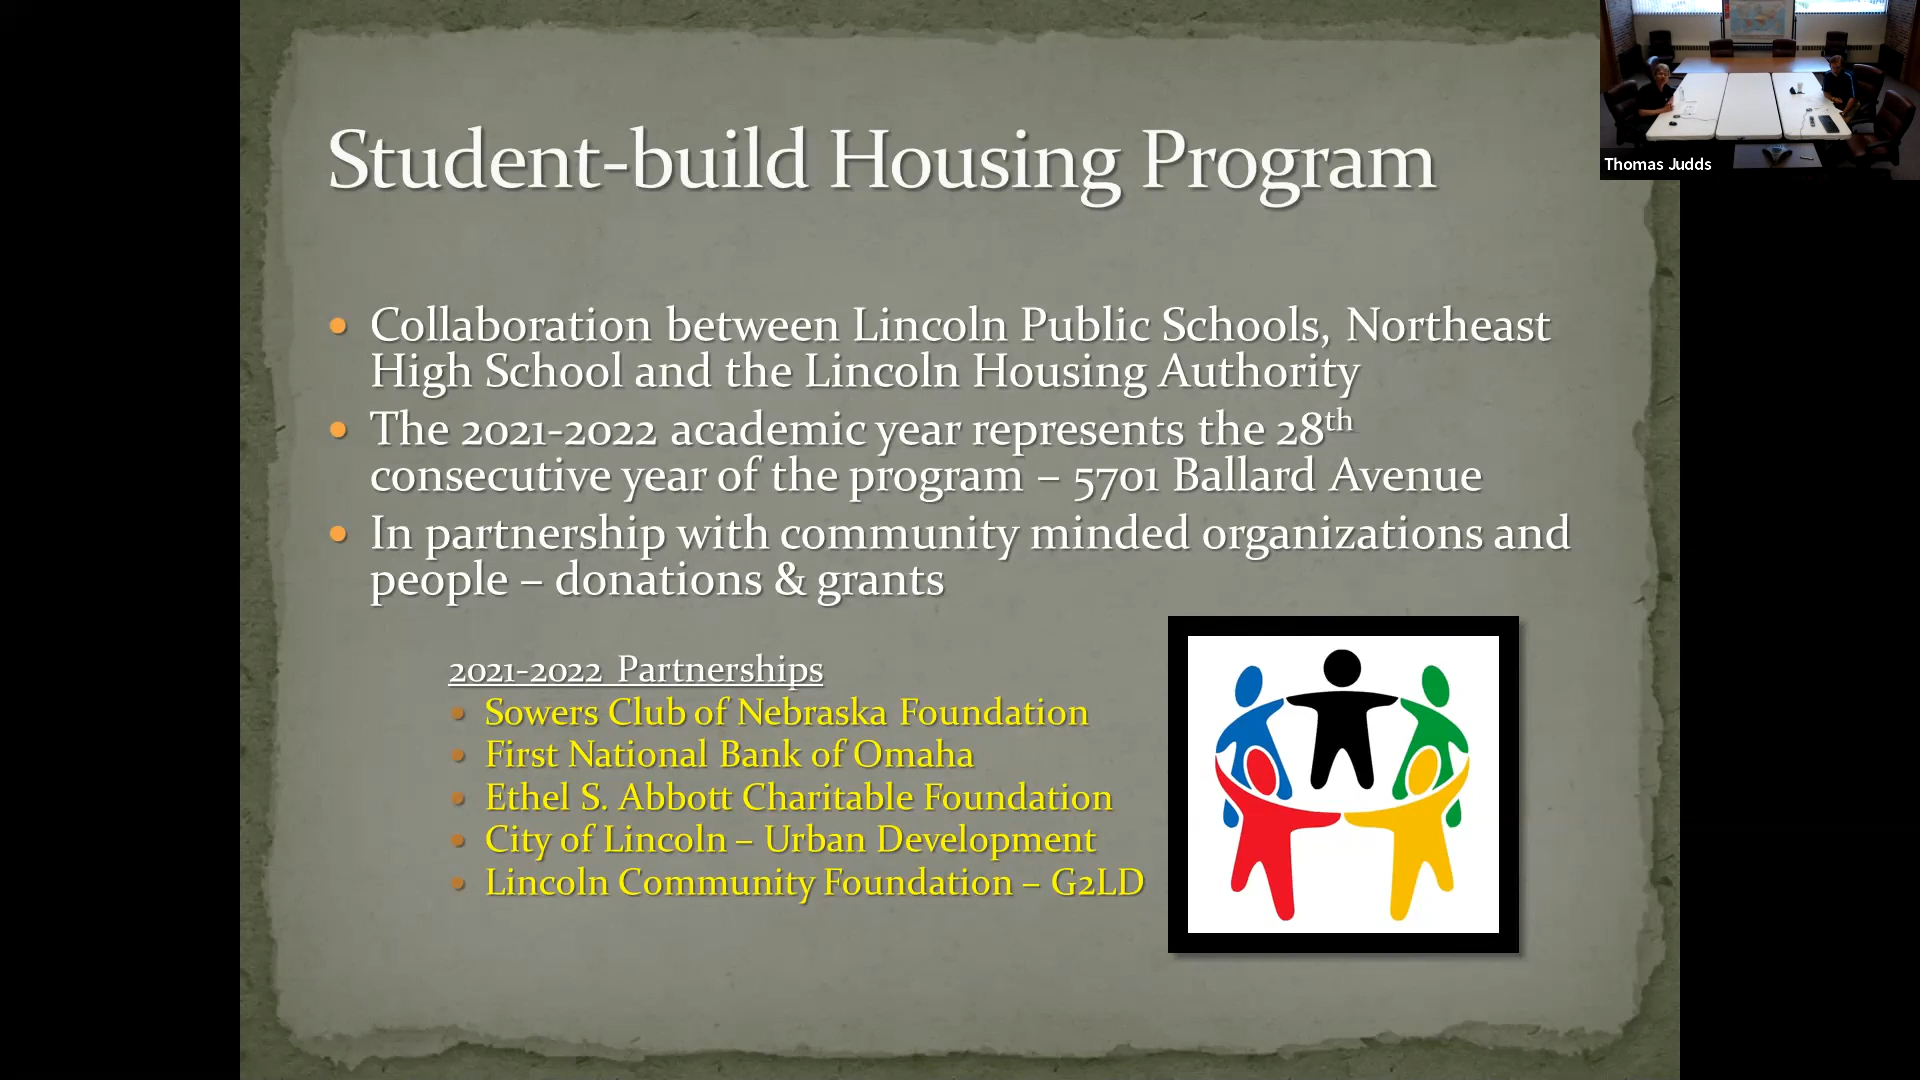 Student-build Housing Program
• Collaboration between Lincoln Public Schools, Northeast
High School and the Lincoln Housing Authority
• The 2021-2022 academic year represents the 28th
consecutive year of the program – 5701 Ballard Avenue
• In partnership with community minded organizations and
people – donations & grants
2021-2022 Partnerships
• Sowers Club of Nebraska Foundation
• First National Bank of Omaha
• Ethel S. Abbott Charitable Foundation
• City of Lincoln – Urban Development
• Lincoln Community Foundation – G2LD
Thomas Judds